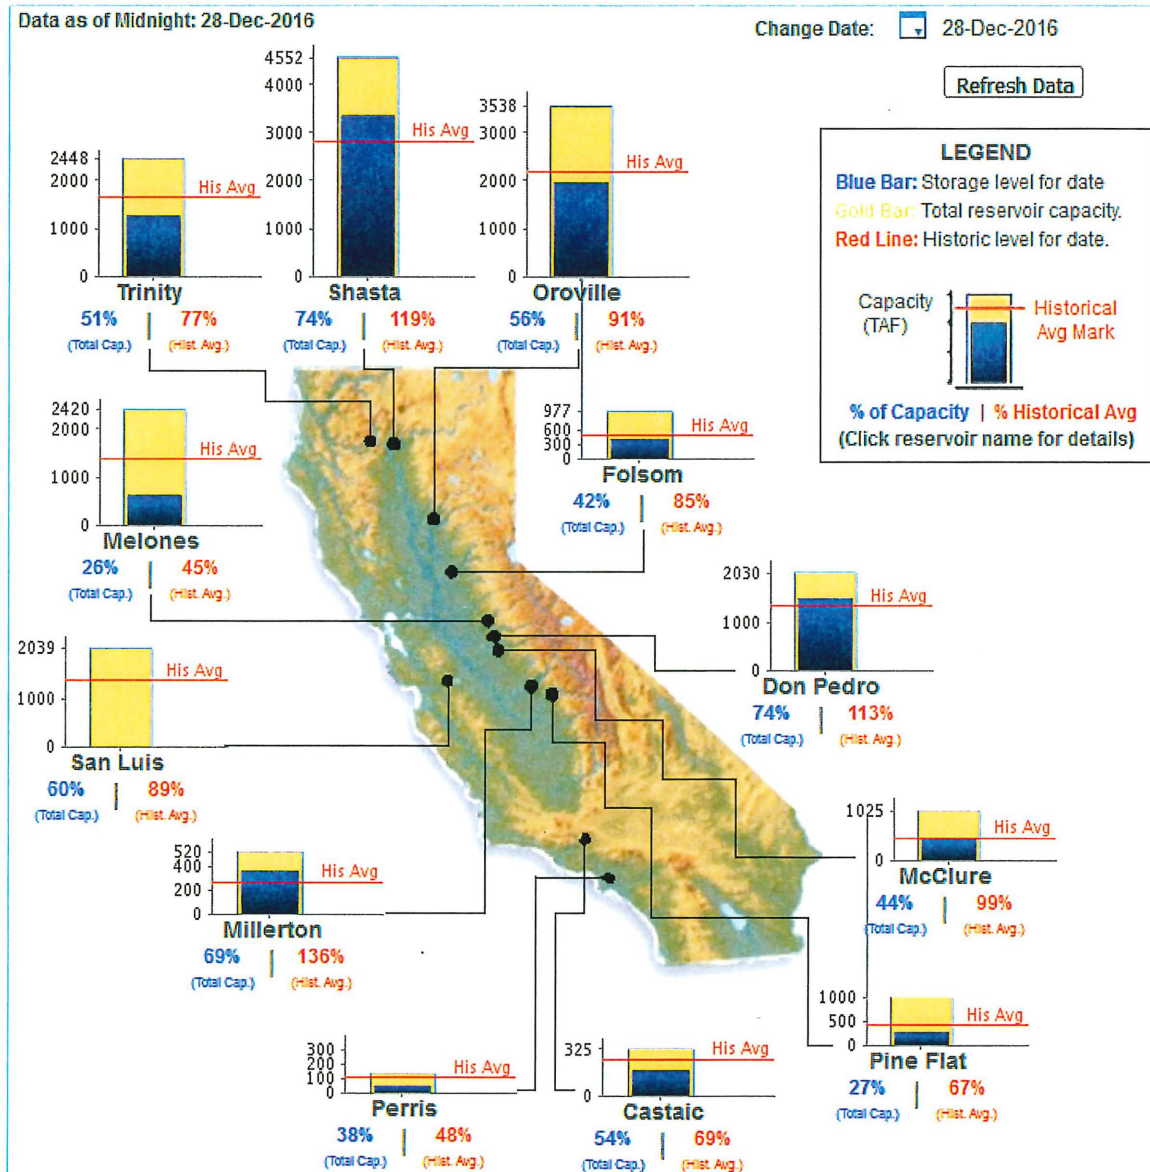 Data as of Midnight: 28-Dec-2016
Change Date: 28-Dec-2016
Refresh Data
4552
4000
3000
2000
1000
0
His Avg
Shasta
74% | 119%
(Total Cap.) (Hist. Avg.)
3538
3000
2000
1000
0
His Avg
Oroville
56% | 91%
(Total Cap.) (Hist. Avg.)
2448
2000
1000
0
His Avg
Trinity
51% | 77%
(Total Cap.) (Hist. Avg.)
LEGEND
Blue Bar: Storage level for date
Gold Bar: Total reservoir capacity.
Red Line: Historic level for date.
Capacity
(TAF)
Historical
Avg Mark
% of Capacity | % Historical Avg
(Click reservoir name for details)
2420
2000
1000
0
His Avg
Melones
26% | 45%
(Total Cap.) (Hist. Avg.)
977
600
300
0
His Avg
Folsom
42% | 85%
(Total Cap.) (Hist. Avg.)
2030
1000
0
His Avg
Don Pedro
74% | 113%
(Total Cap.) (Hist. Avg.)
2039
1000
0
His Avg
San Luis
60% | 89%
(Total Cap.) (Hist. Avg.)
1025
0
His Avg
McClure
44% | 99%
(Total Cap.) (Hist. Avg.)
520
400
200
0
His Avg
Millerton
69% | 136%
(Total Cap.) (Hist. Avg.)
1000
500
0
His Avg
Pine Flat
27% | 67%
(Total Cap.) (Hist. Avg.)
300
200
100
0
His Avg
Perris
38% | 48%
(Total Cap.) (Hist. Avg.)
325
0
His Avg
Castaic
54% | 69%
(Total Cap.) (Hist. Avg.)